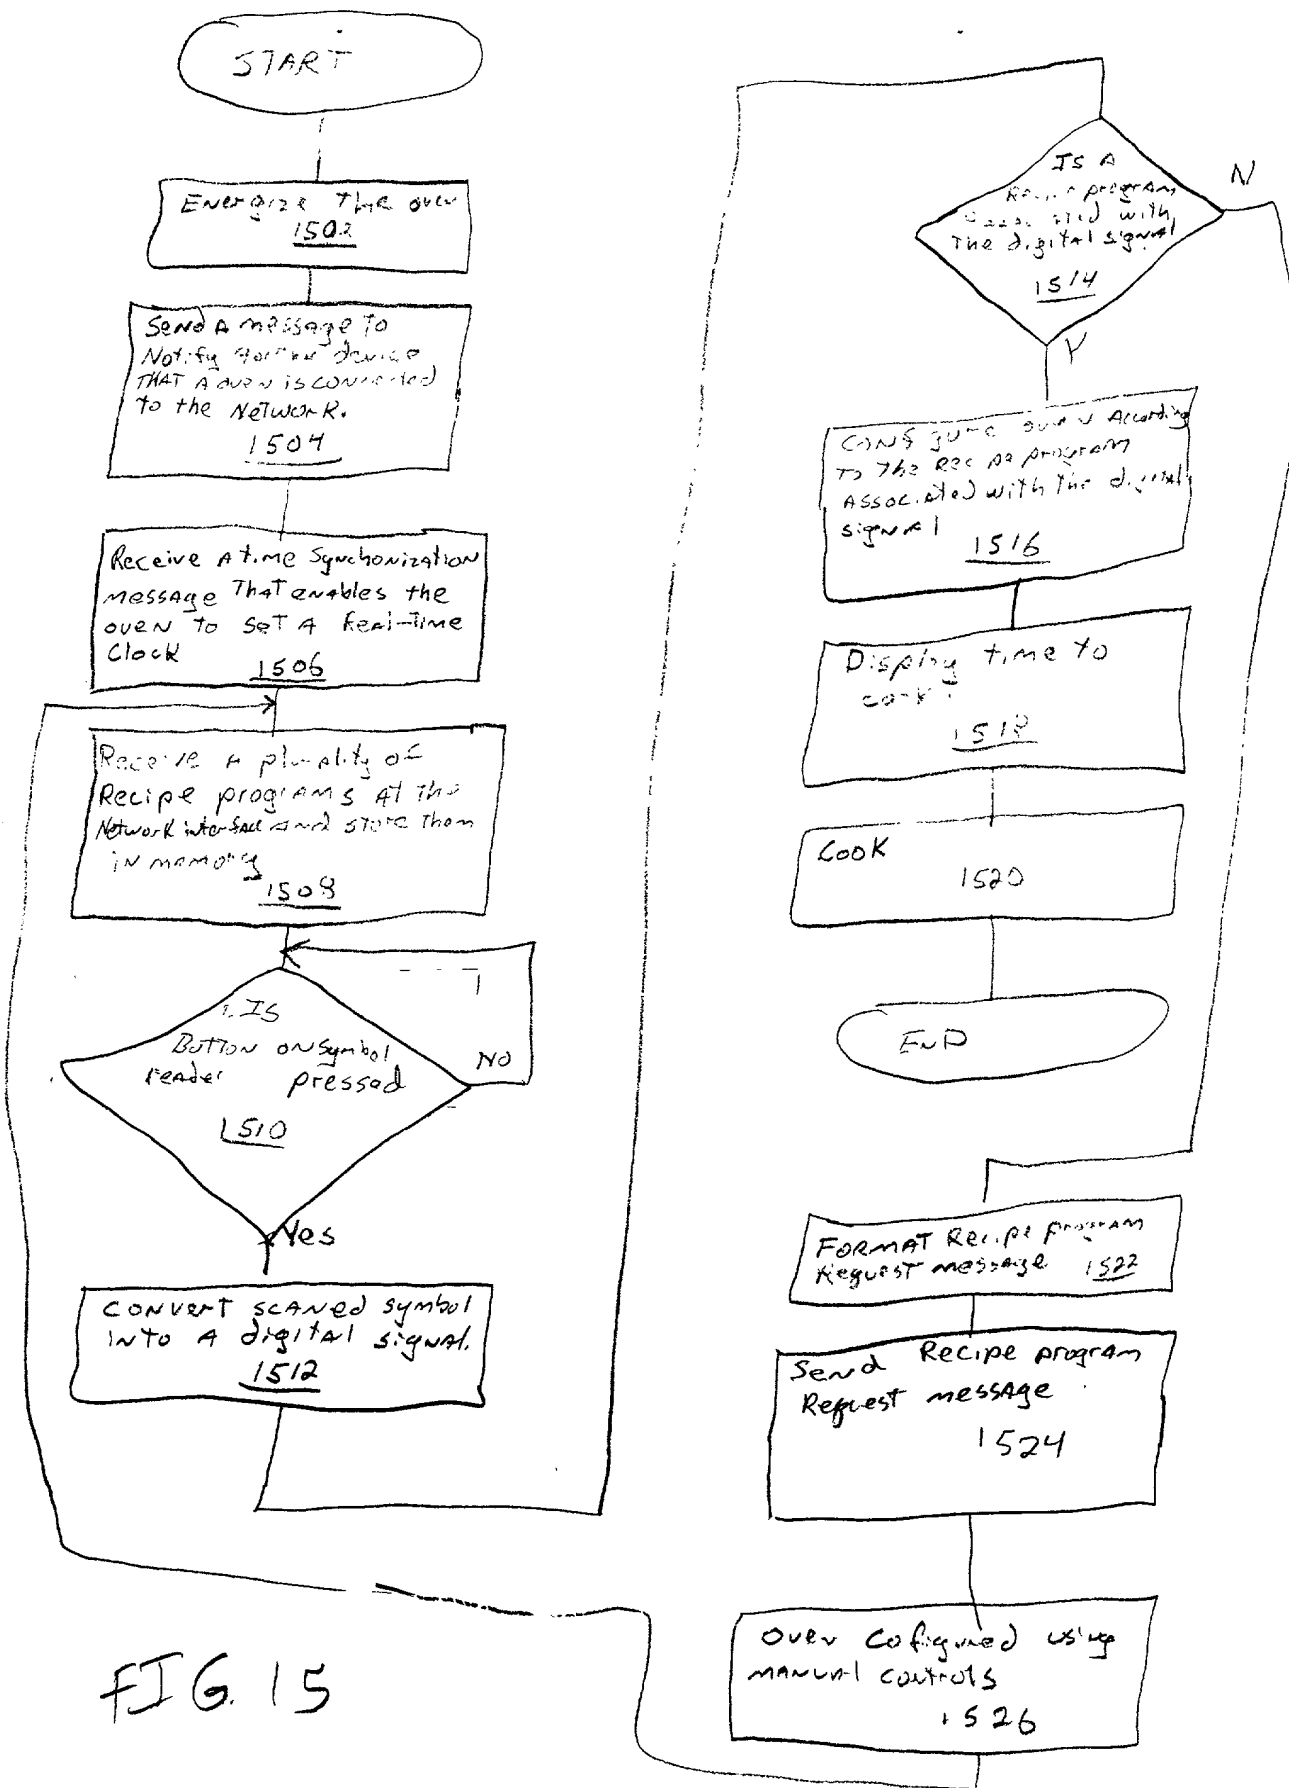 START
Energize the oven
1502
Send A message To
Notify device
THAT A oven is connected
to the Network.
1504
Receive A time Synchonization
message That enables the
oven to set A Real-Time
Clock
1506
Receive A plurality of
Recipe programs At the
Network interface And store them
in memory
1508
Is
Button on symbol
reader pressed
NO
1510
Yes
CONVERT SCANED symbol
INTO A digital signal.
1512
Is A
Recipe program
with
The digital signal
1514
N
Y
Configure oven According
To The Recipe program
Associated with the digital
signal
1516
Display time to
cook.
1518
COOK
1520
END
FORMAT Recipe program
Request message 1522
Send Recipe program
Request message
1524
Oven Cofigured using
MANUAL controls
1526
FIG. 15